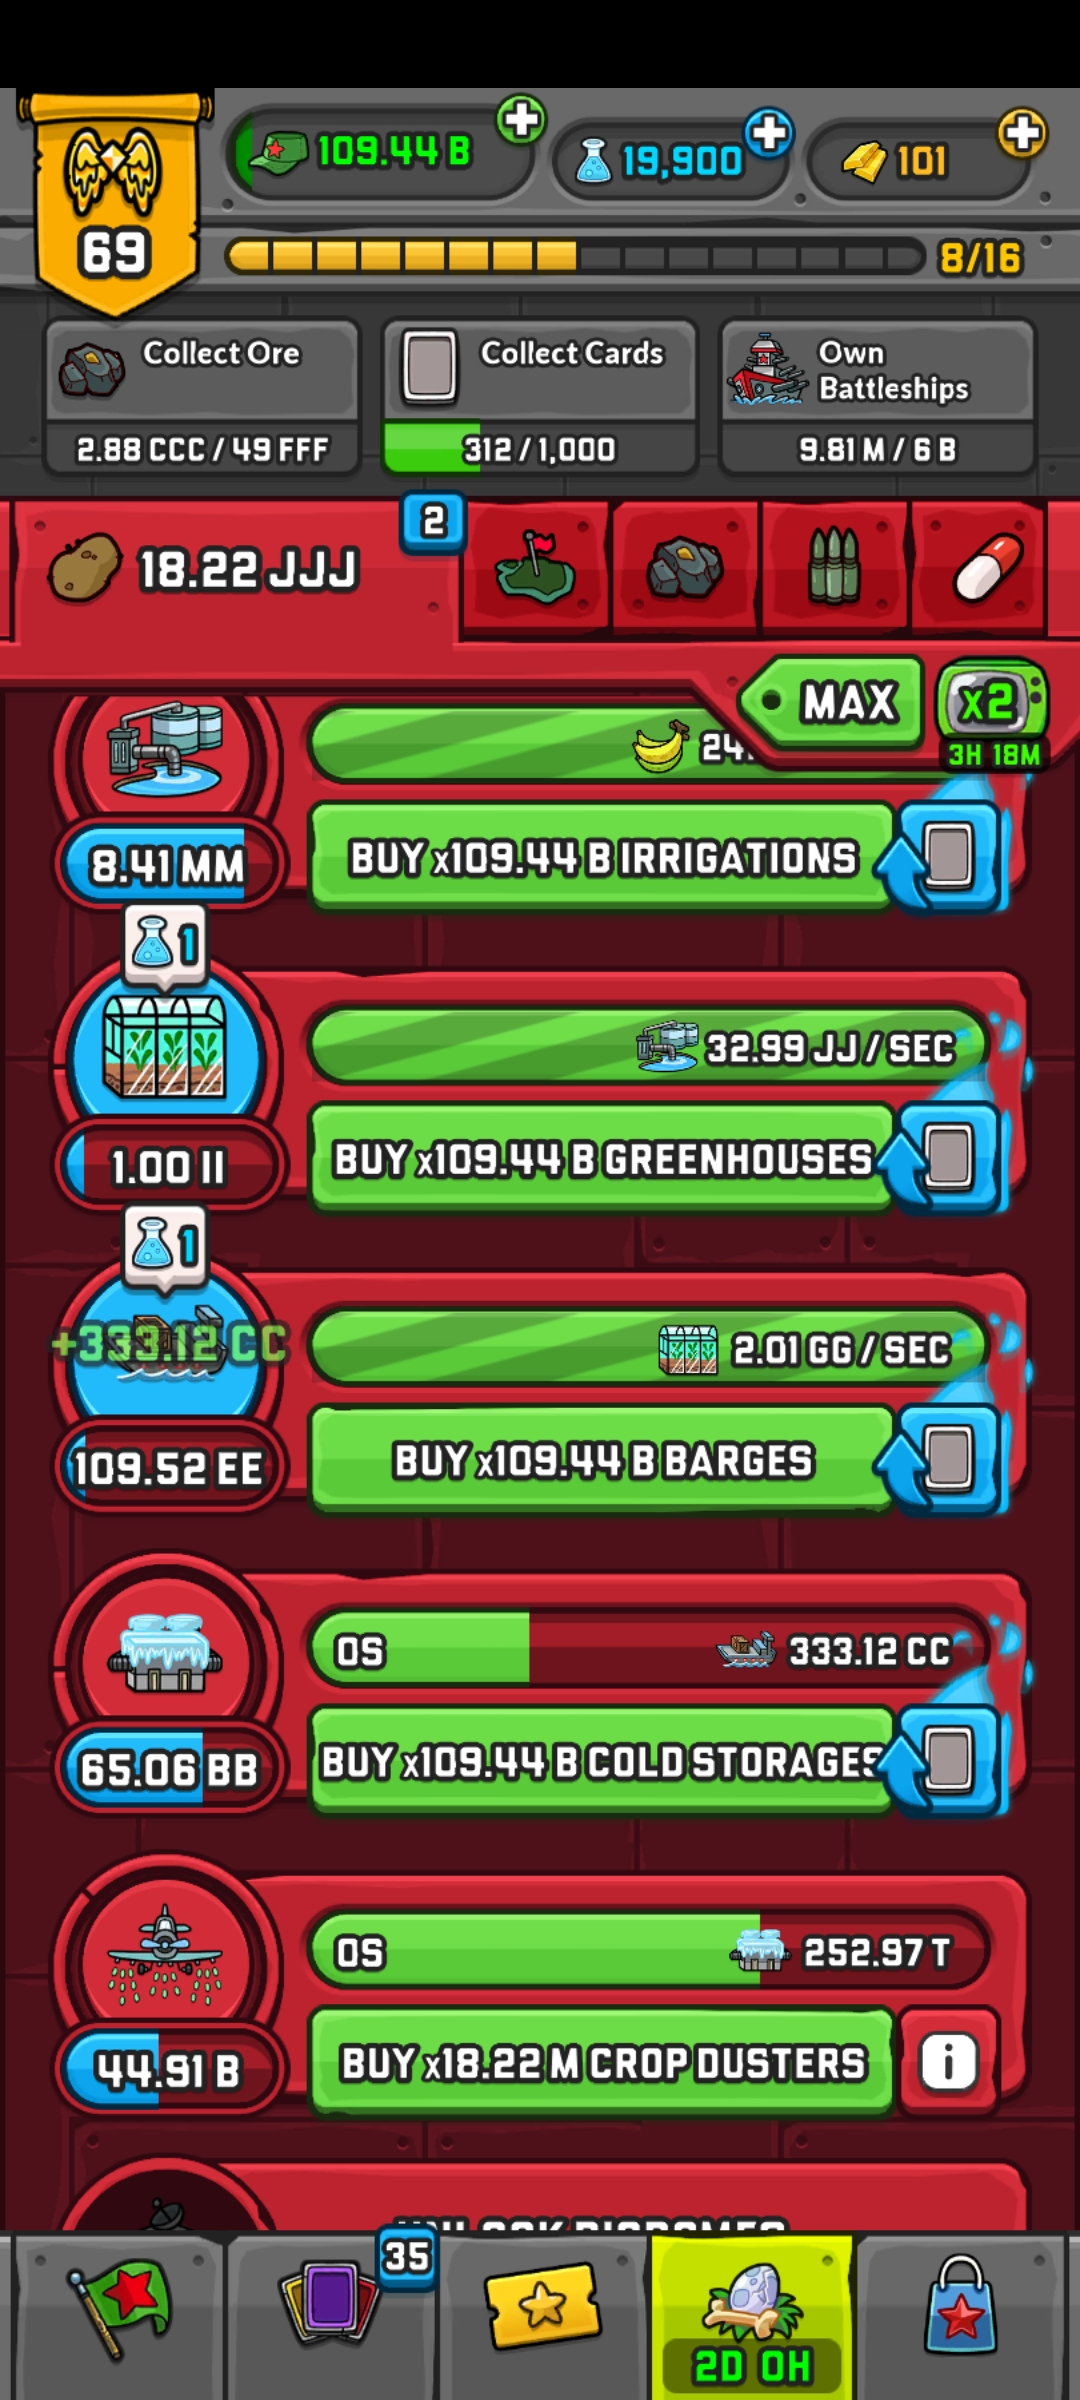 69
109.44 B
19,900
101
8/16
Collect Ore
2.88 CCC / 49 FFF
Collect Cards
312 / 1,000
Own
Battleships
9.81 M / 6 B
18.22 JJJ
2
MAX
x2
3H 18M
24.
8.41 MM
BUY x109.44 B IRRIGATIONS
1
32.99 JJ / SEC
1.00 II
BUY x109.44 B GREENHOUSES
1
+333.12 CC
2.01 GG / SEC
109.52 EE
BUY x109.44 B BARGES
0S
333.12 CC
65.06 BB
BUY x109.44 B COLD STORAGES
0S
252.97 T
44.91 B
BUY x18.22 M CROP DUSTERS
i
UNLOCK BIODOMES
35
2D 0H